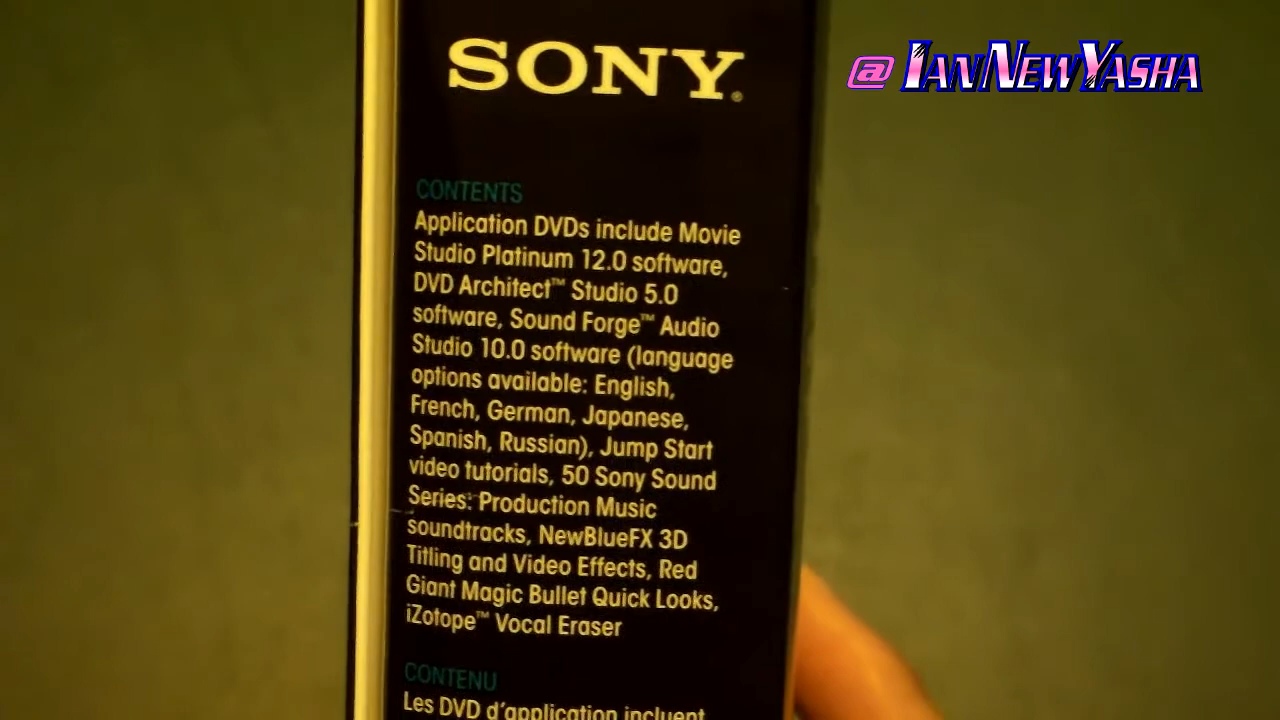 SONY®
@IanNewYasha
CONTENTS
Application DVDs include Movie
Studio Platinum 12.0 software,
DVD Architect™ Studio 5.0
software, Sound Forge™ Audio
Studio 10.0 software (language
options available: English,
French, German, Japanese,
Spanish, Russian), Jump Start
video tutorials, 50 Sony Sound
Series: Production Music
soundtracks, NewBlueFX 3D
Titling and Video Effects, Red
Giant Magic Bullet Quick Looks,
iZotope™ Vocal Eraser
CONTENU
Les DVD d'application incluent